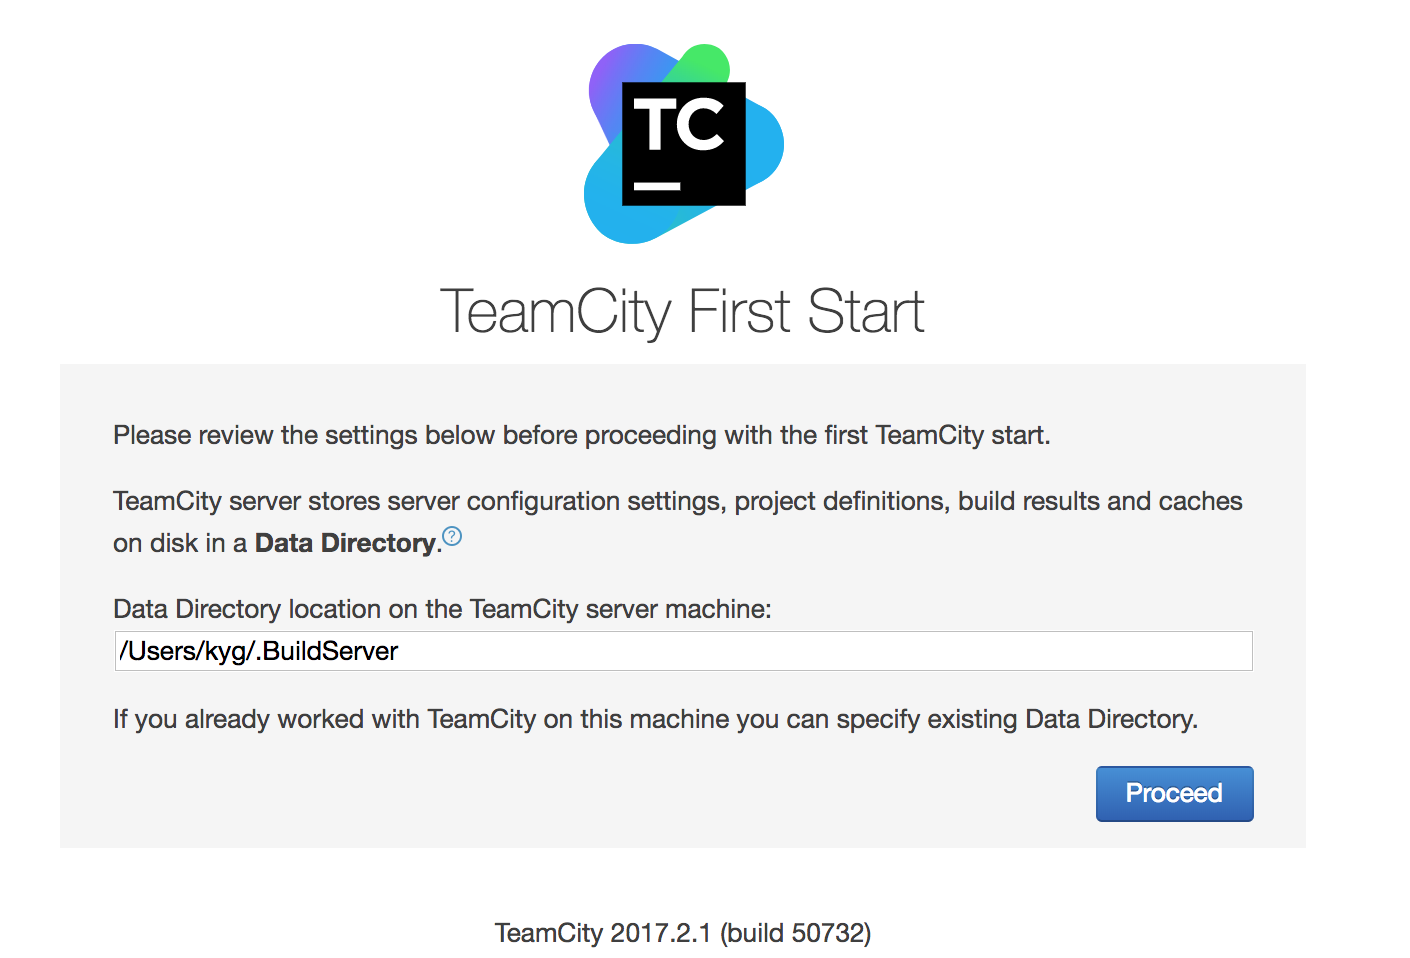 TC
TeamCity First Start
Please review the settings below before proceeding with the first TeamCity start.
TeamCity server stores server configuration settings, project definitions, build results and caches
on disk in a Data Directory.?
Data Directory location on the TeamCity server machine:
/Users/kyg/.BuildServer
If you already worked with TeamCity on this machine you can specify existing Data Directory.
Proceed
TeamCity 2017.2.1 (build 50732)